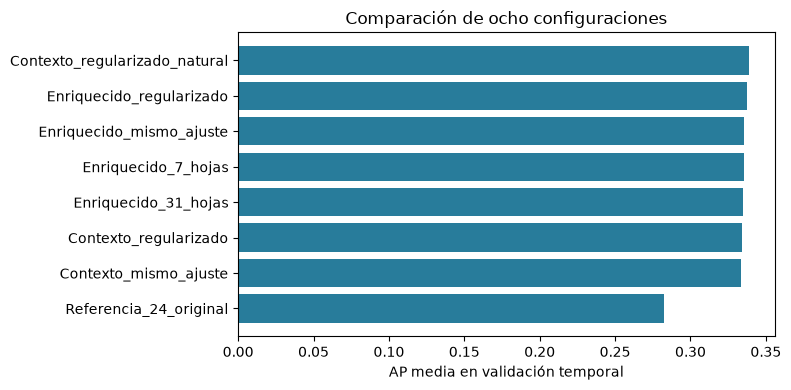 Comparación de ocho configuraciones
Contexto_regularizado_natural
Enriquecido_regularizado
Enriquecido_mismo_ajuste
Enriquecido_7_hojas
Enriquecido_31_hojas
Contexto_regularizado
Contexto_mismo_ajuste
Referencia_24_original
0.00 0.05 0.10 0.15 0.20 0.25 0.30 0.35
AP media en validación temporal